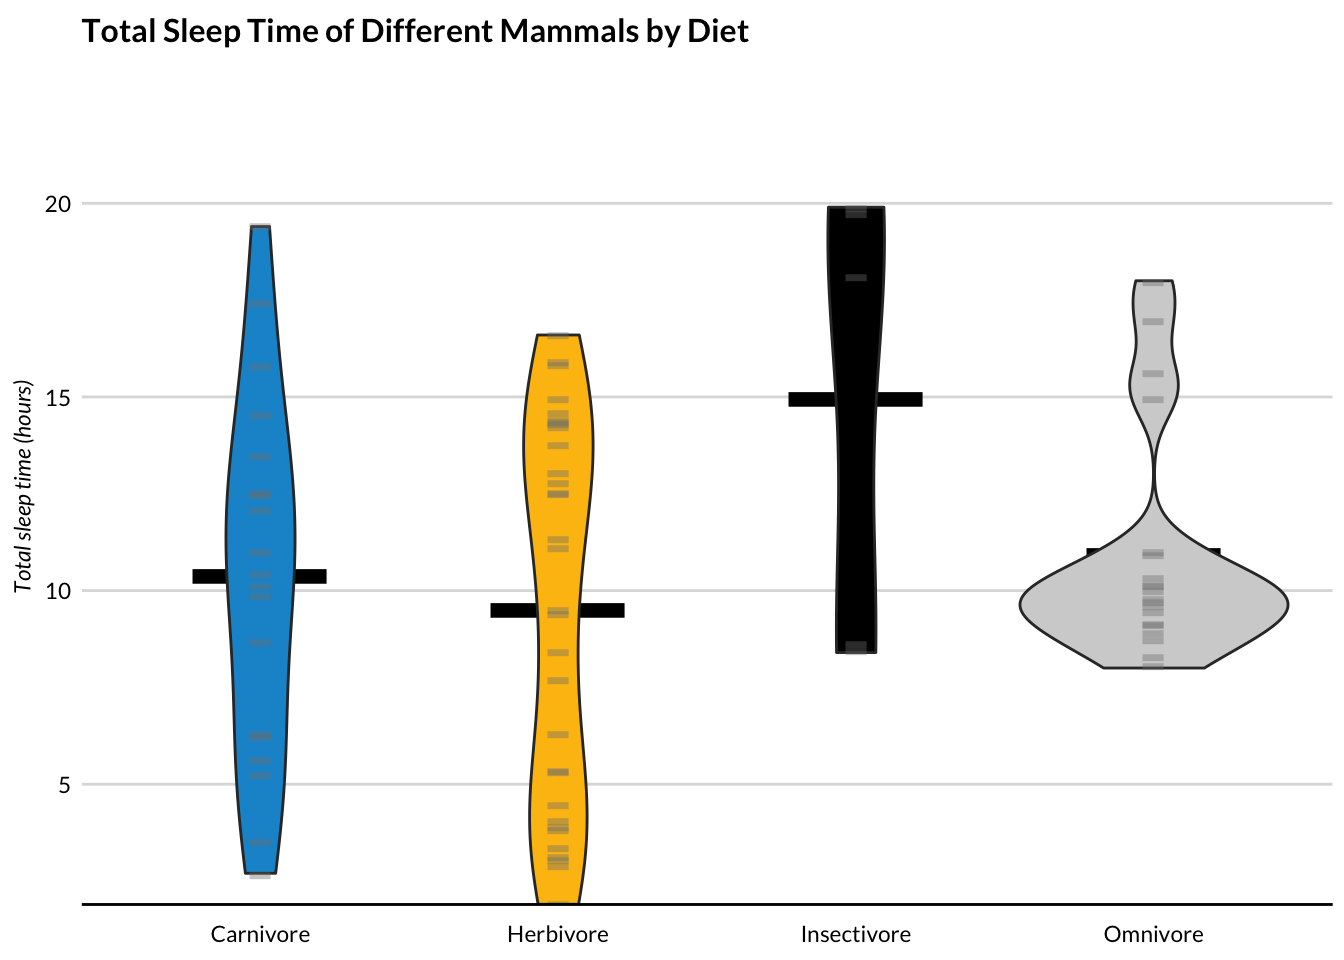 Total Sleep Time of Different Mammals by Diet
20
15
10
5
Total sleep time (hours)
Carnivore
Herbivore
Insectivore
Omnivore